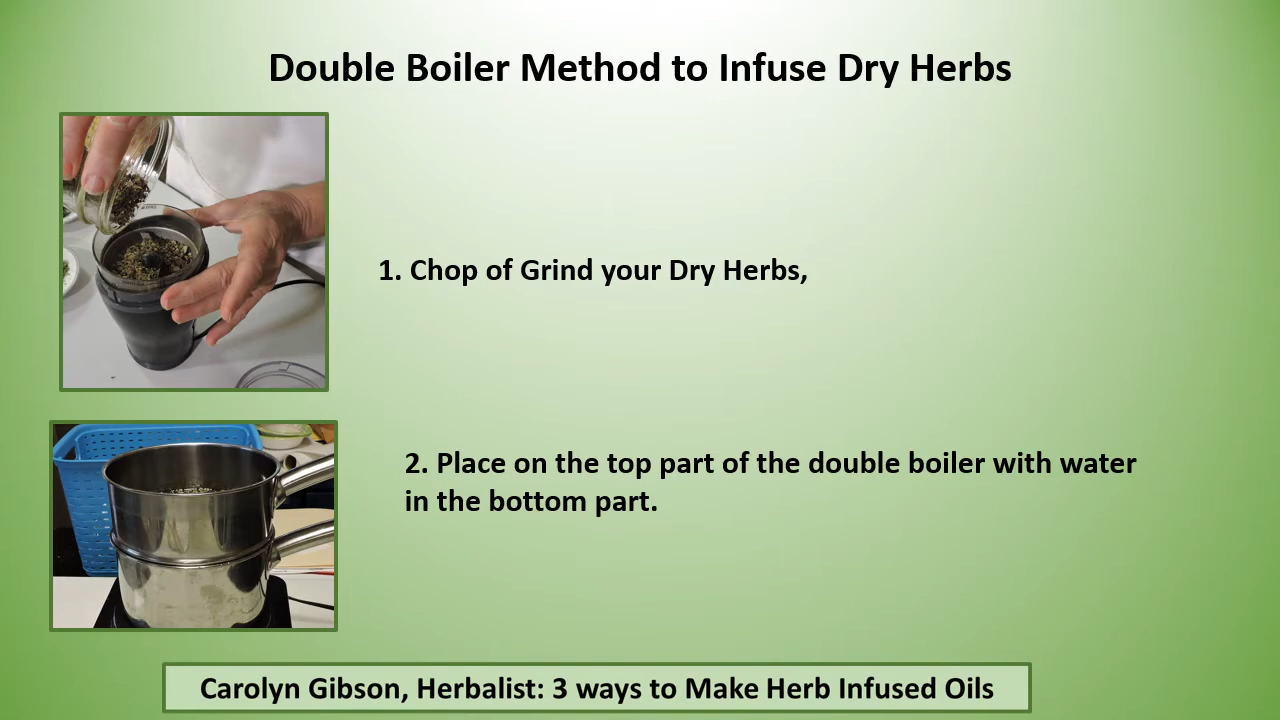 Double Boiler Method to Infuse Dry Herbs
1. Chop of Grind your Dry Herbs,
2. Place on the top part of the double boiler with water
in the bottom part.
Carolyn Gibson, Herbalist: 3 ways to Make Herb Infused Oils